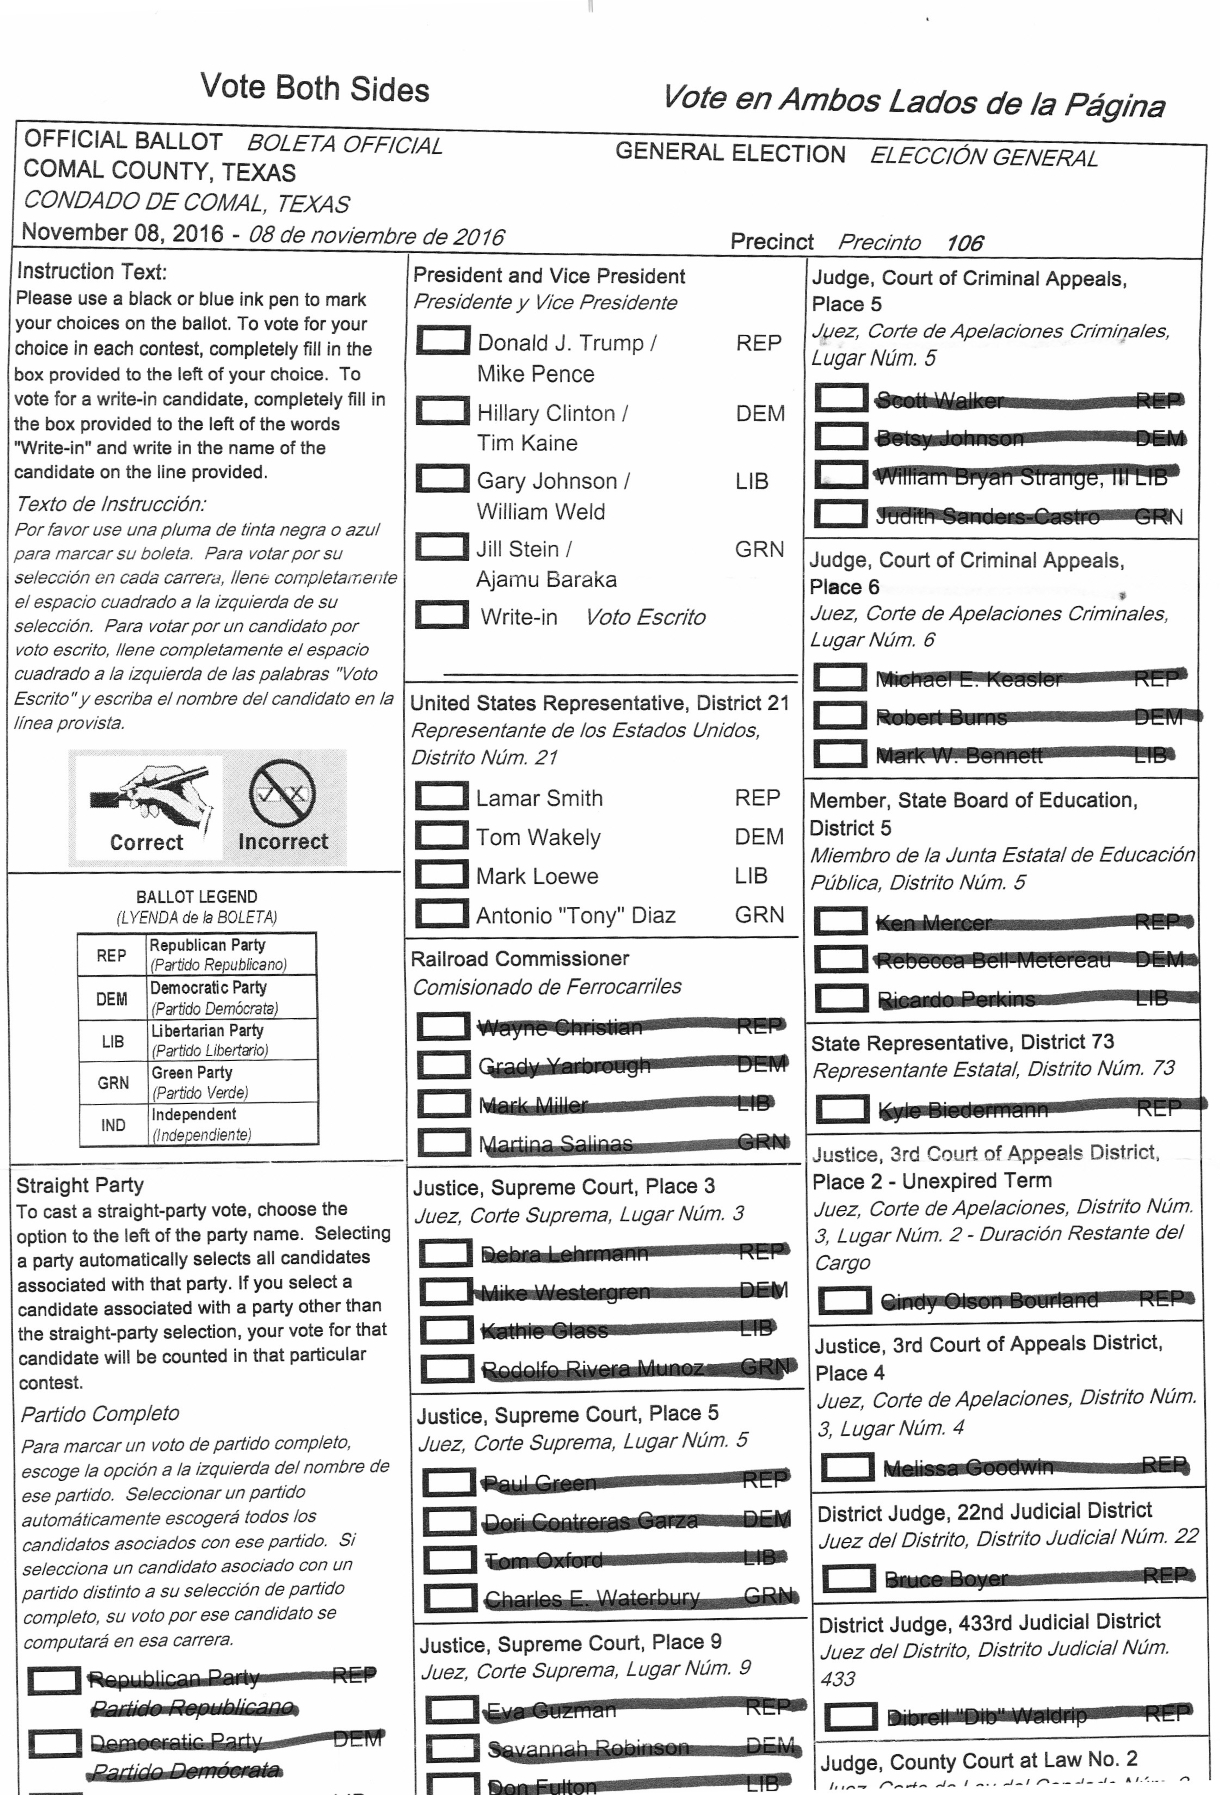 Vote Both Sides
Vote en Ambos Lados de la Página
OFFICIAL BALLOT BOLETA OFFICIAL
GENERAL ELECTION ELECCIÓN GENERAL
COMAL COUNTY, TEXAS
CONDADO DE COMAL, TEXAS
November 08, 2016 - 08 de noviembre de 2016
Precinct Precinto 106
Instruction Text:
Please use a black or blue ink pen to mark
your choices on the ballot. To vote for your
choice in each contest, completely fill in the
box provided to the left of your choice. To
vote for a write-in candidate, completely fill in
the box provided to the left of the words
"Write-in" and write in the name of the
candidate on the line provided.
Texto de Instrucción:
Por favor use una pluma de tinta negra o azul
para marcar su boleta. Para votar por su
selección en cada carrera, llene completamente
el espacio cuadrado a la izquierda de su
selección. Para votar por un candidato por
voto escrito, llene completamente el espacio
cuadrado a la izquierda de las palabras "Voto
Escrito" y escriba el nombre del candidato en la
línea provista.
Correct Incorrect
BALLOT LEGEND
(LYENDA de la BOLETA)
REP Republican Party
(Partido Republicano)
DEM Democratic Party
(Partido Demócrata)
LIB Libertarian Party
(Partido Libertario)
GRN Green Party
(Partido Verde)
IND Independent
(Independiente)
Straight Party
To cast a straight-party vote, choose the
option to the left of the party name. Selecting
a party automatically selects all candidates
associated with that party. If you select a
candidate associated with a party other than
the straight-party selection, your vote for that
candidate will be counted in that particular
contest.
Partido Completo
Para marcar un voto de partido completo,
escoge la opción a la izquierda del nombre de
ese partido. Seleccionar un partido
automáticamente escogerá todos los
candidatos asociados con ese partido. Si
selecciona un candidato asociado con un
partido distinto a su selección de partido
completo, su voto por ese candidato se
computará en esa carrera.
Republican Party REP
Partido Republicano
Democratic Party DEM
Partido Demócrata
President and Vice President
Presidente y Vice Presidente
Donald J. Trump / REP
Mike Pence
Hillary Clinton / DEM
Tim Kaine
Gary Johnson / LIB
William Weld
Jill Stein / GRN
Ajamu Baraka
Write-in Voto Escrito
United States Representative, District 21
Representante de los Estados Unidos,
Distrito Núm. 21
Lamar Smith REP
Tom Wakely DEM
Mark Loewe LIB
Antonio "Tony" Diaz GRN
Railroad Commissioner
Comisionado de Ferrocarriles
Wayne Christian REP
Grady Yarbrough DEM
Mark Miller LIB
Martina Salinas GRN
Justice, Supreme Court, Place 3
Juez, Corte Suprema, Lugar Núm. 3
Debra Lehrmann REP
Mike Westergren DEM
Kathie Glass LIB
Rodolfo Rivera Munoz GRN
Justice, Supreme Court, Place 5
Juez, Corte Suprema, Lugar Núm. 5
Paul Green REP
Dori Contreras Garza DEM
Tom Oxford LIB
Charles E. Waterbury GRN
Justice, Supreme Court, Place 9
Juez, Corte Suprema, Lugar Núm. 9
Eva Guzman REP
Savannah Robinson DEM
Don Fulton LIB
Judge, Court of Criminal Appeals,
Place 5
Juez, Corte de Apelaciones Criminales,
Lugar Núm. 5
Scott Walker REP
Betsy Johnson DEM
William Bryan Strange, III LIB
Judith Sanders-Castro GRN
Judge, Court of Criminal Appeals,
Place 6
Juez, Corte de Apelaciones Criminales,
Lugar Núm. 6
Michael E. Keasler REP
Robert Burns DEM
Mark W. Bennett LIB
Member, State Board of Education,
District 5
Miembro de la Junta Estatal de Educación
Pública, Distrito Núm. 5
Ken Mercer REP
Rebecca Bell-Metereau DEM
Ricardo Perkins LIB
State Representative, District 73
Representante Estatal, Distrito Núm. 73
Kyle Biedermann REP
Justice, 3rd Court of Appeals District,
Place 2 - Unexpired Term
Juez, Corte de Apelaciones, Distrito Núm.
3, Lugar Núm. 2 - Duración Restante del
Cargo
Cindy Olson Bourland REP
Justice, 3rd Court of Appeals District,
Place 4
Juez, Corte de Apelaciones, Distrito Núm.
3, Lugar Núm. 4
Melissa Goodwin REP
District Judge, 22nd Judicial District
Juez del Distrito, Distrito Judicial Núm. 22
Bruce Boyer REP
District Judge, 433rd Judicial District
Juez del Distrito, Distrito Judicial Núm.
433
Dibrell "Dib" Waldrip REP
Judge, County Court at Law No. 2